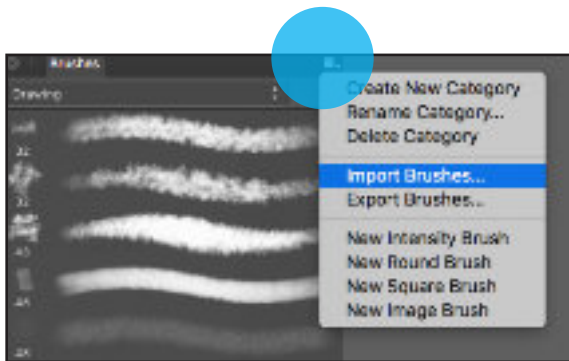 Brushes
Drawing
Create New Category
Rename Category...
Delete Category
Import Brushes...
Export Brushes...
New Intensity Brush
New Round Brush
New Square Brush
New Image Brush
32